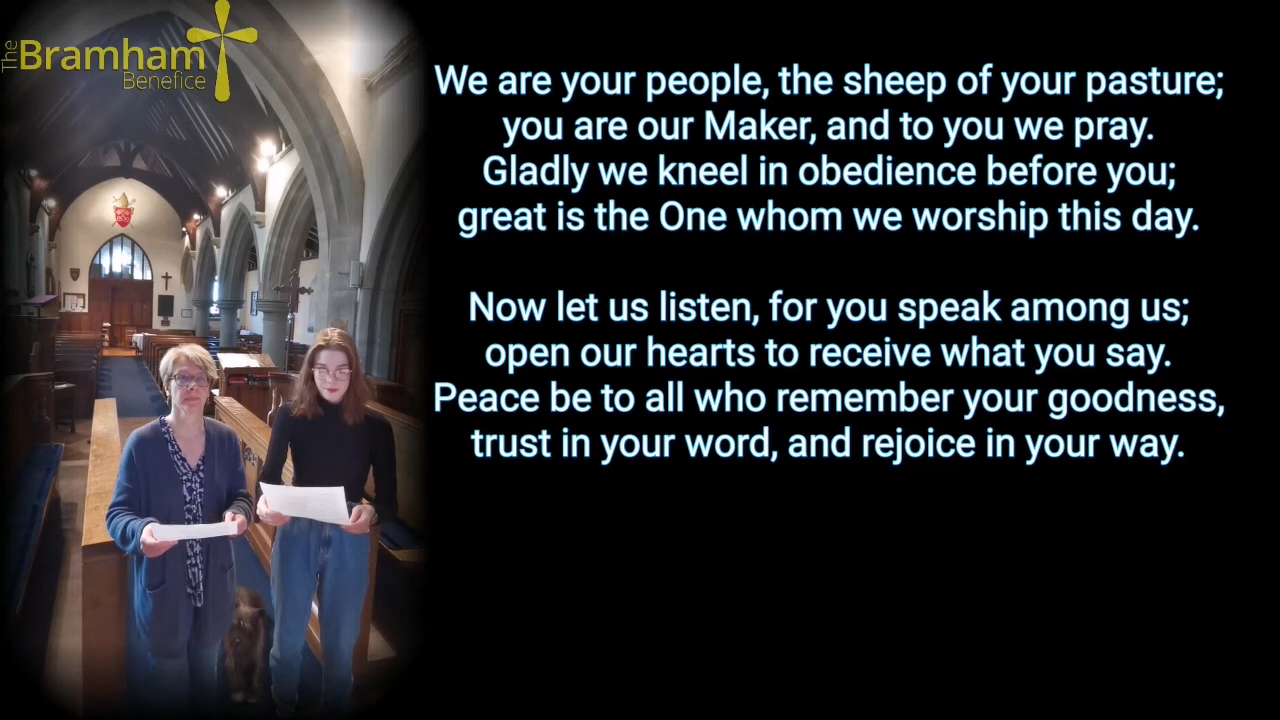 The
Bramham
Benefice
We are your people, the sheep of your pasture;
you are our Maker, and to you we pray.
Gladly we kneel in obedience before you;
great is the One whom we worship this day.
Now let us listen, for you speak among us;
open our hearts to receive what you say.
Peace be to all who remember your goodness,
trust in your word, and rejoice in your way.